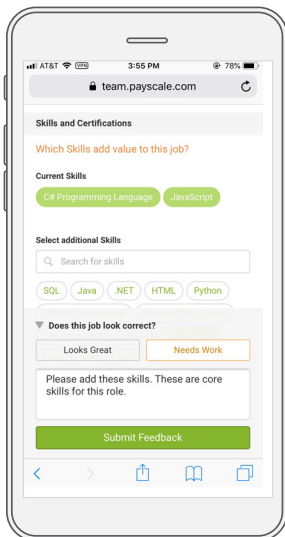 AT&T VPN 3:55 PM 78%
team.payscale.com
Skills and Certifications
Which Skills add value to this job?
Current Skills
C# Programming Language JavaScript
Select additional Skills
Search for skills
SQL Java .NET HTML Python
Does this job look correct?
Looks Great Needs Work
Please add these skills. These are core
skills for this role.
Submit Feedback